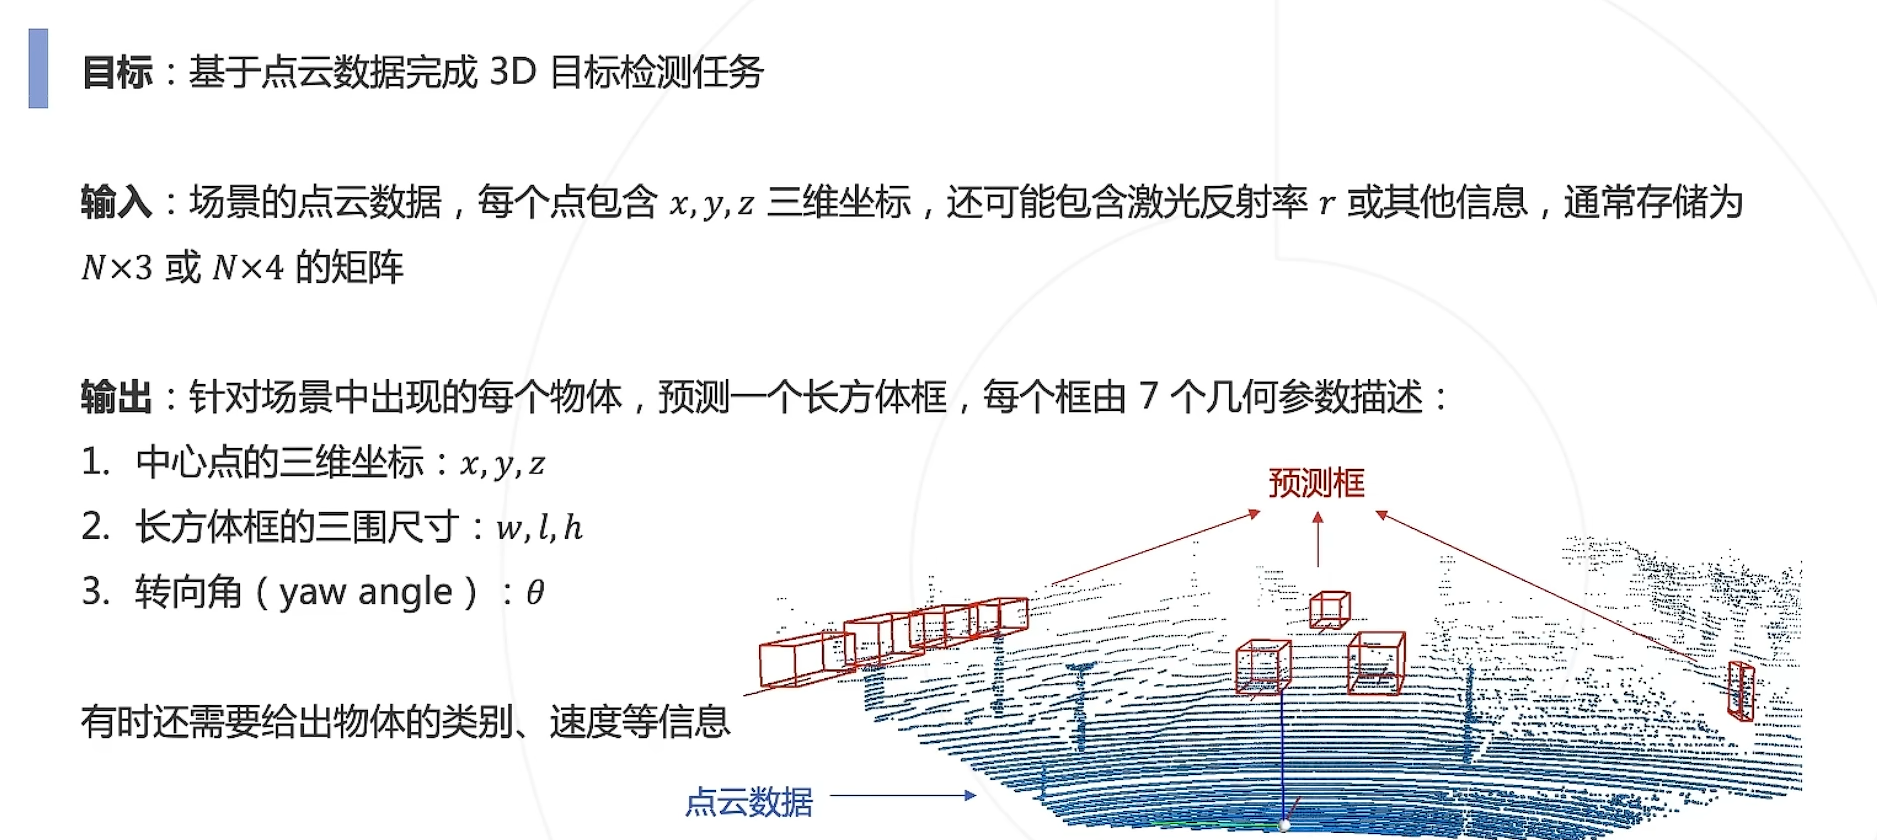 目标：基于点云数据完成 3D 目标检测任务
输入：场景的点云数据，每个点包含 x, y, z 三维坐标，还可能包含激光反射率 r 或其他信息，通常存储为
N×3 或 N×4 的矩阵
输出：针对场景中出现的每个物体，预测一个长方体框，每个框由 7 个几何参数描述：
1. 中心点的三维坐标：x, y, z
2. 长方体框的三围尺寸：w, l, h
3. 转向角（yaw angle）：θ
有时还需要给出物体的类别、速度等信息
预测框
点云数据